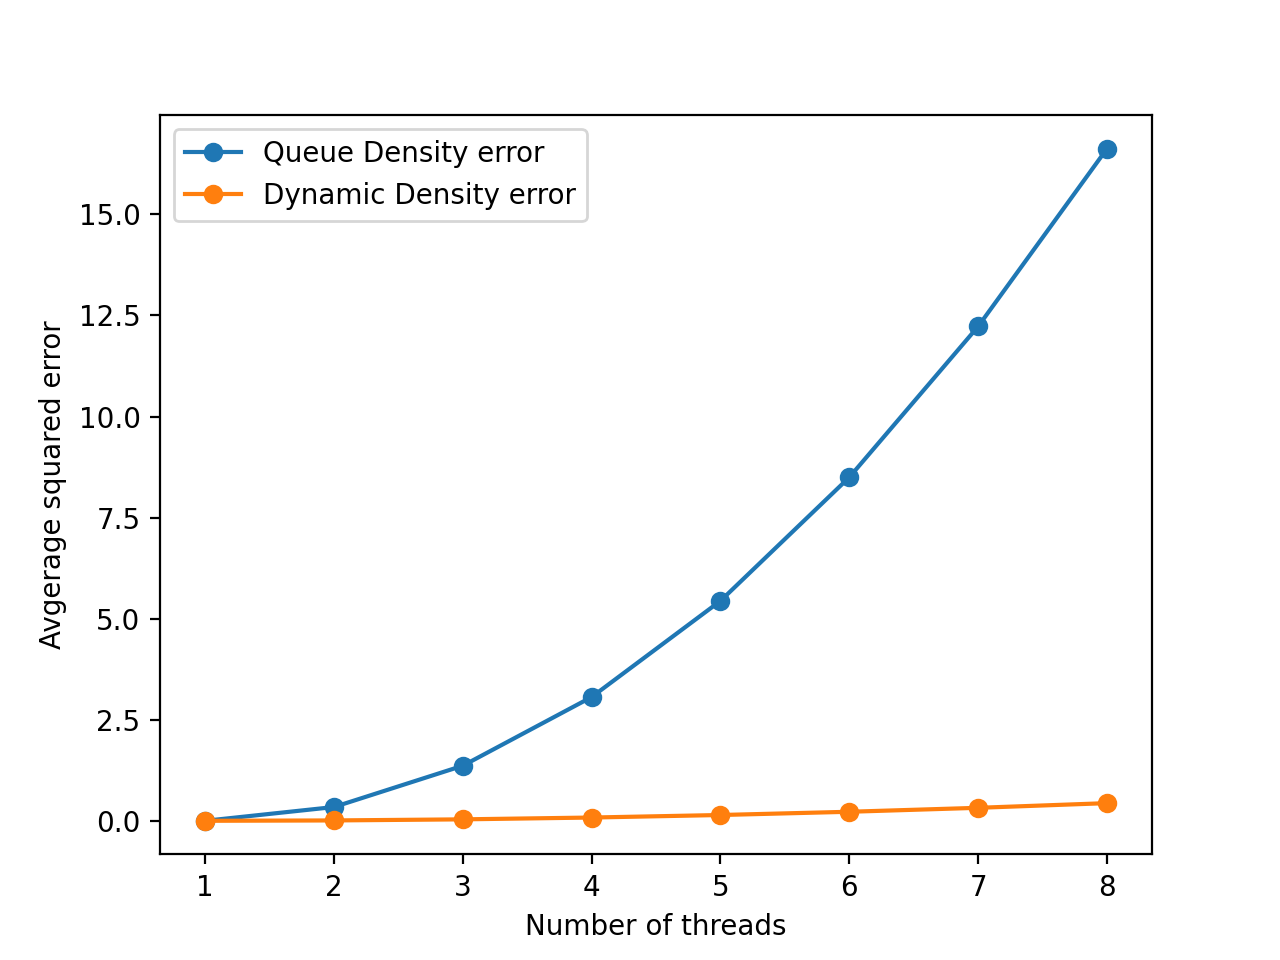 Queue Density error
Dynamic Density error
Avgerage squared error
15.0
12.5
10.0
7.5
5.0
2.5
0.0
1 2 3 4 5 6 7 8
Number of threads